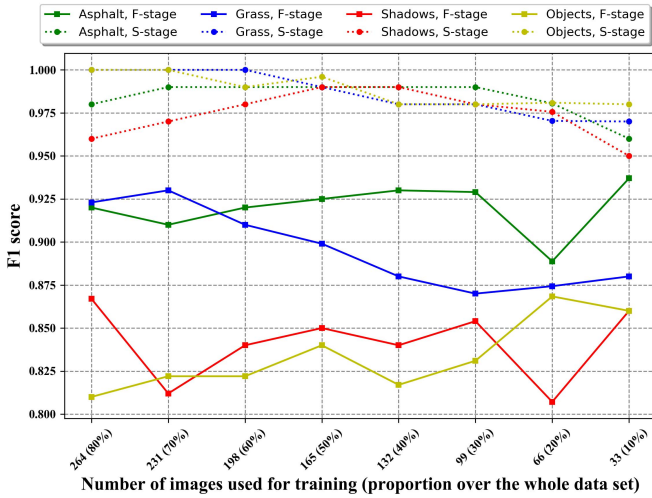 Asphalt, F-stage Grass, F-stage Shadows, F-stage Objects, F-stage
Asphalt, S-stage Grass, S-stage Shadows, S-stage Objects, S-stage
F1 score
1.000
0.975
0.950
0.925
0.900
0.875
0.850
0.825
0.800
264 (80%) 231 (70%) 198 (60%) 165 (50%) 132 (40%) 99 (30%) 66 (20%) 33 (10%)
Number of images used for training (proportion over the whole data set)